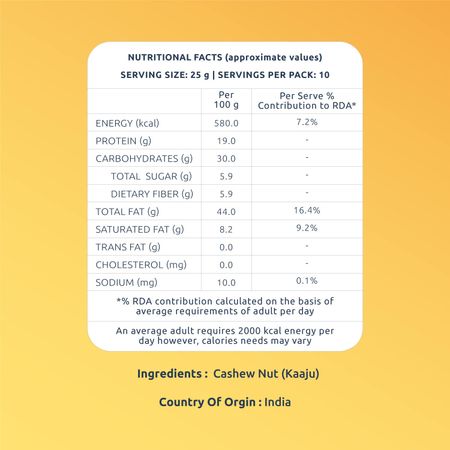 NUTRITIONAL FACTS (approximate values)
SERVING SIZE: 25 g | SERVINGS PER PACK: 10
Per 100 g Per Serve % Contribution to RDA*
ENERGY (kcal) 580.0 7.2%
PROTEIN (g) 19.0 -
CARBOHYDRATES (g) 30.0 -
TOTAL SUGAR (g) 5.9 -
DIETARY FIBER (g) 5.9 -
TOTAL FAT (g) 44.0 16.4%
SATURATED FAT (g) 8.2 9.2%
TRANS FAT (g) 0.0 -
CHOLESTEROL (mg) 0.0 -
SODIUM (mg) 10.0 0.1%
*% RDA contribution calculated on the basis of
average requirements of adult per day
An average adult requires 2000 kcal energy per
day however, calories needs may vary
Ingredients : Cashew Nut (Kaaju)
Country Of Orgin : India